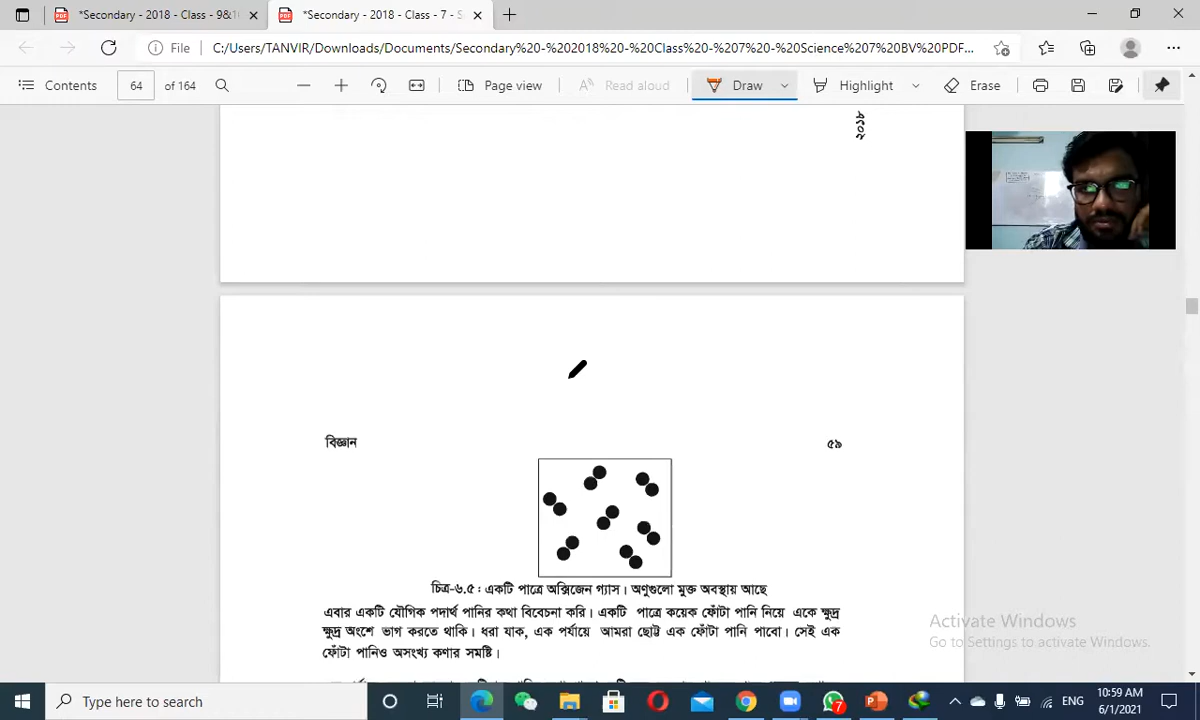 *Secondary - 2018 - Class - 9&1
*Secondary - 2018 - Class - 7 - S
File
C:/Users/TANVIR/Downloads/Documents/Secondary%20-%202018%20-%20Class%20-%207%20-%20Science%207%20BV%20PDF...
Contents
64
of 164
Page view
Read aloud
Draw
Highlight
Erase
২০১৮
বিজ্ঞান
৫৯
চিত্র-৬.৫ : একটি পাত্রে অক্সিজেন গ্যাস। অণুগুলো মুক্ত অবস্থায় আছে
এবার একটি যৌগিক পদার্থ পানির কথা বিবেচনা করি। একটি পাত্রে কয়েক ফোঁটা পানি নিয়ে একে ক্ষুদ্র
ক্ষুদ্র অংশে ভাগ করতে থাকি। ধরা যাক, এক পর্যায়ে আমরা ছোট্ট এক ফোঁটা পানি পাবো। সেই এক
ফোঁটা পানিও অসংখ্য কণার সমষ্টি।
Activate Windows
Go to Settings to activate Windows.
Type here to search
7
ENG
10:59 AM
6/1/2021